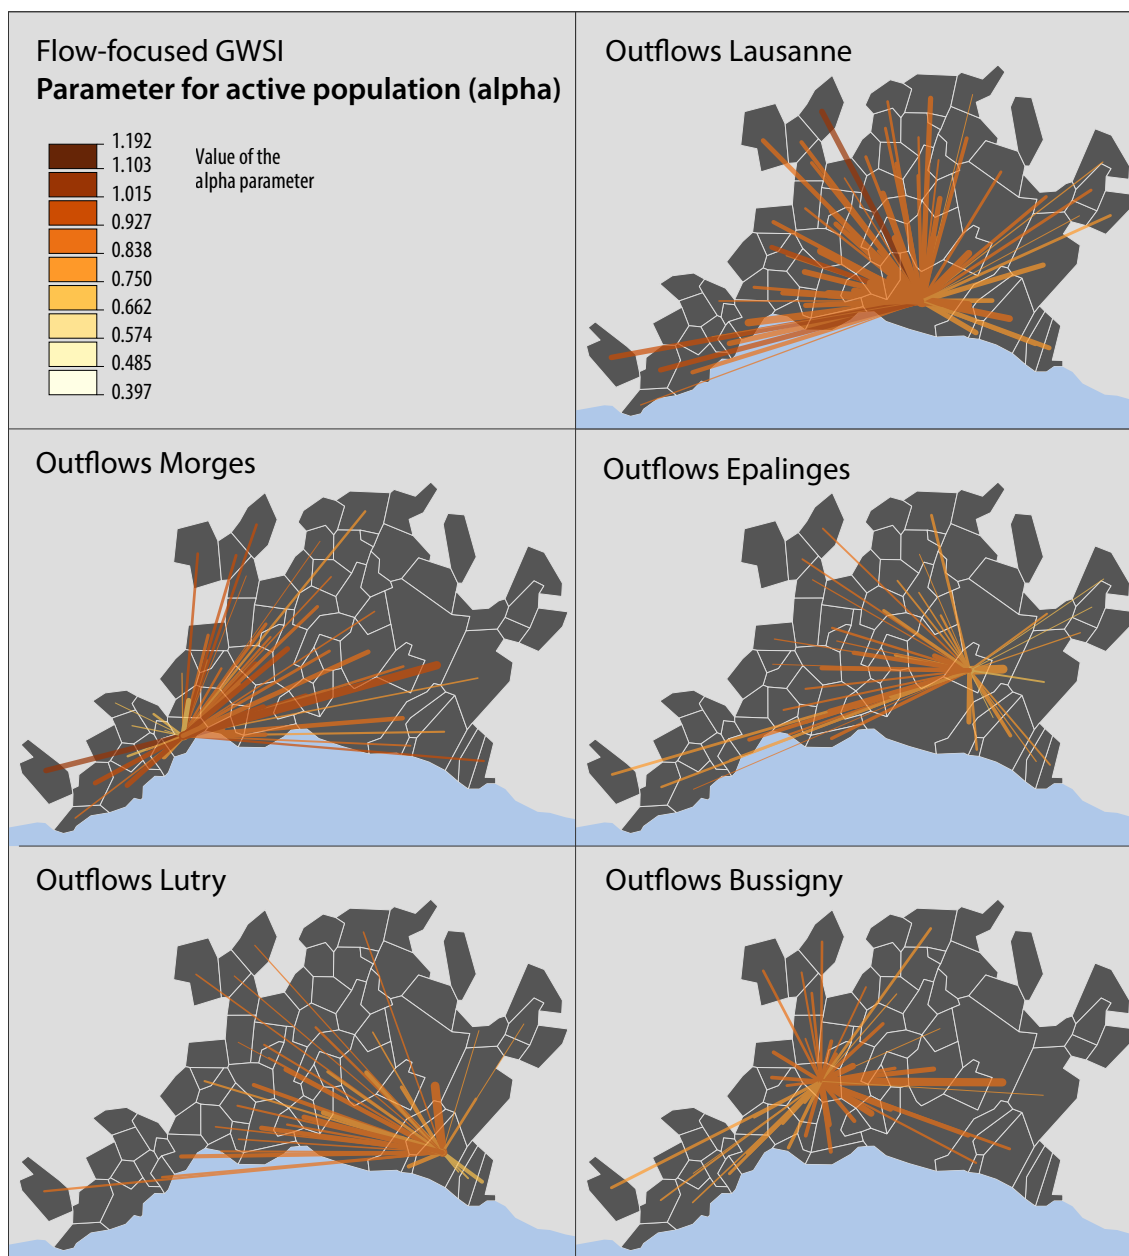 Flow-focused GWSI
Parameter for active population (alpha)
1.192
1.103
1.015
0.927
0.838
0.750
0.662
0.574
0.485
0.397
Value of the
alpha parameter
Outflows Lausanne
Outflows Morges
Outflows Epalinges
Outflows Lutry
Outflows Bussigny